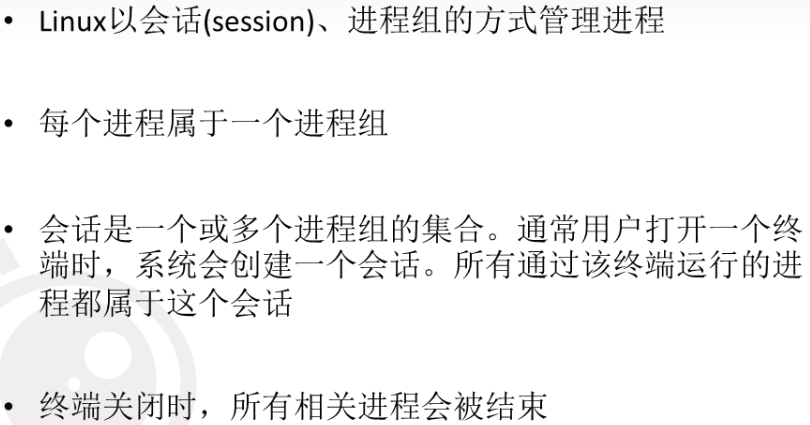 • Linux以会话(session)、进程组的方式管理进程
• 每个进程属于一个进程组
• 会话是一个或多个进程组的集合。通常用户打开一个终
端时，系统会创建一个会话。所有通过该终端运行的进
程都属于这个会话
• 终端关闭时，所有相关进程会被结束